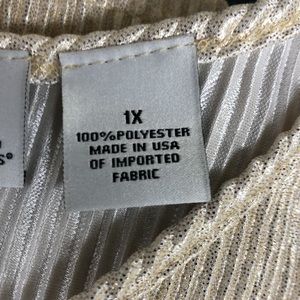 1X
100%POLYESTER
MADE IN USA
OF IMPORTED
FABRIC